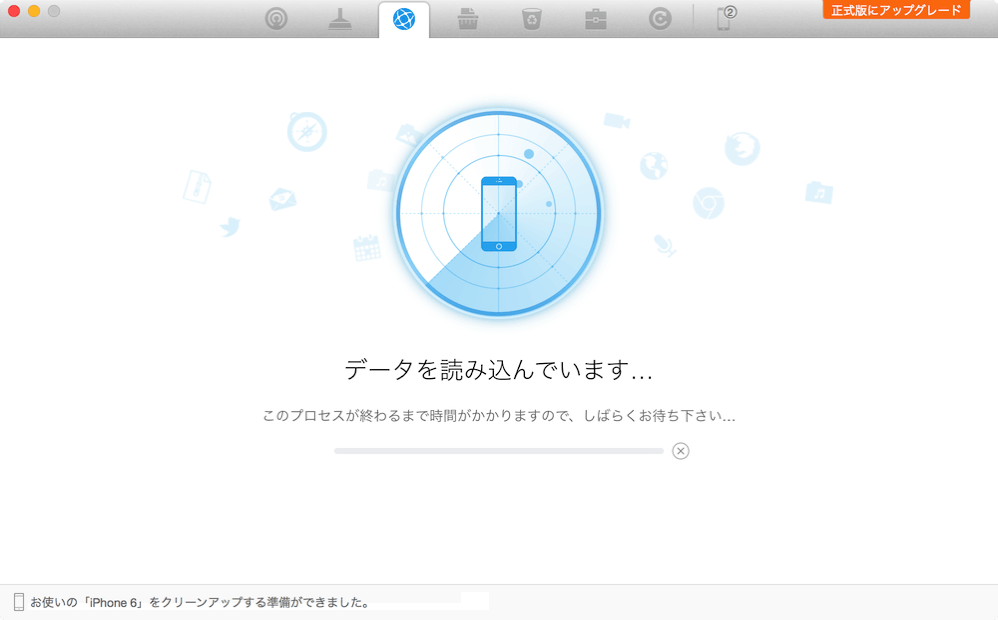 ②
正式版にアップグレード
データを読み込んでいます...
このプロセスが終わるまで時間がかかりますので、しばらくお待ち下さい...
お使いの「iPhone 6」をクリーンアップする準備ができました。